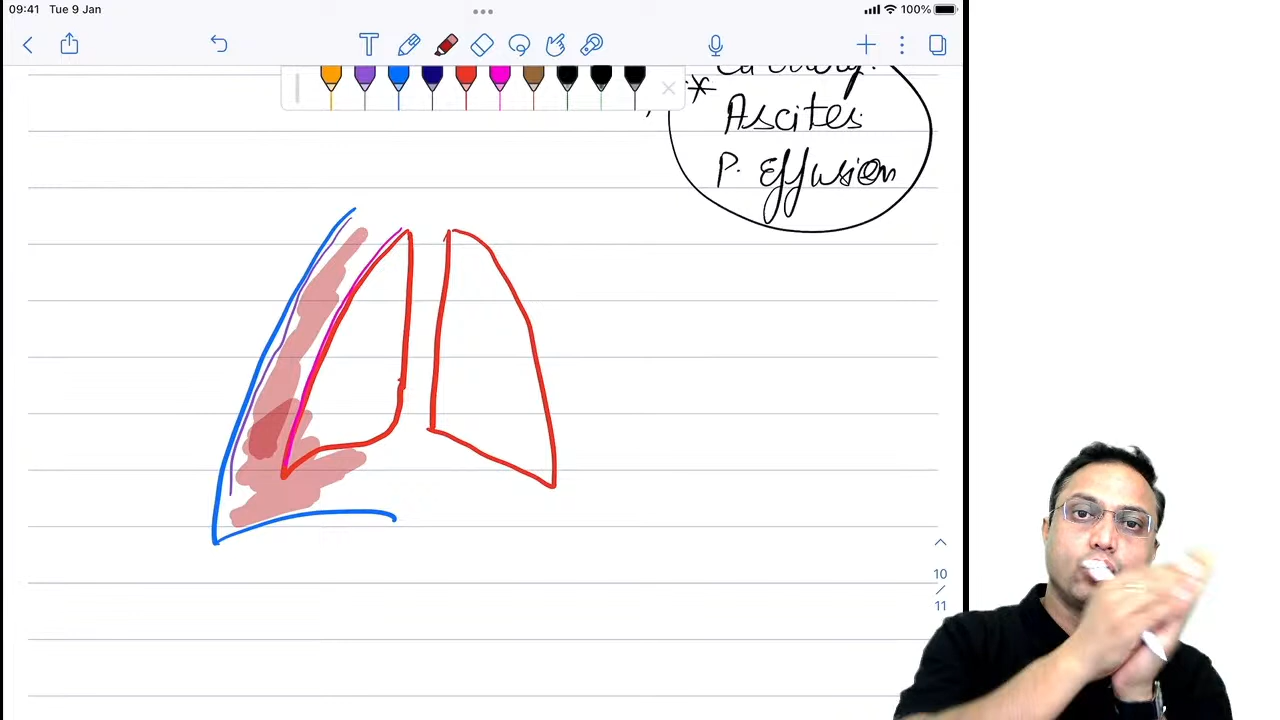 09:41 Tue 9 Jan
100%
T
*
Ascites
P. Effusion
10
/
11